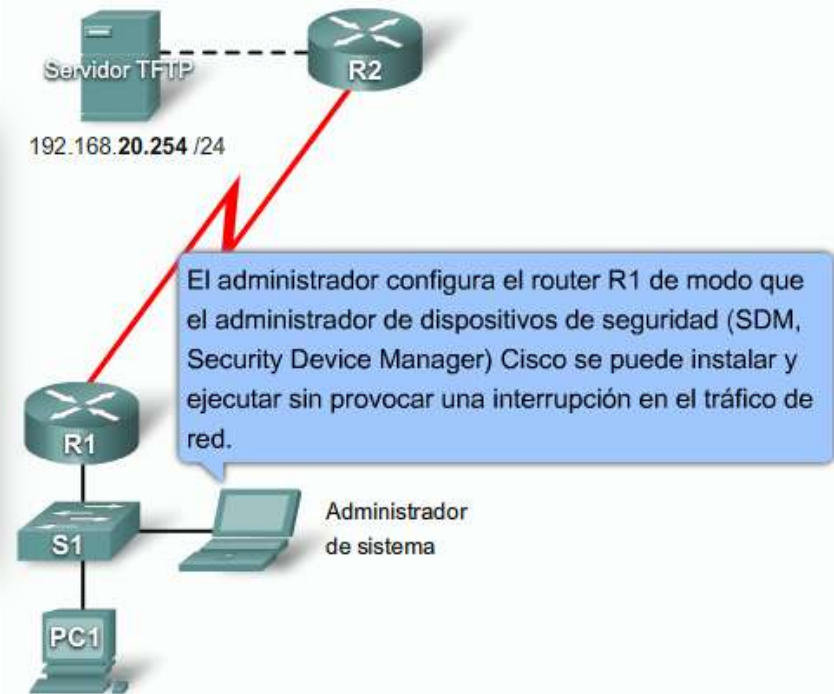 Servidor TFTP
R2
192.168.20.254 /24
El administrador configura el router R1 de modo que
el administrador de dispositivos de seguridad (SDM,
Security Device Manager) Cisco se puede instalar y
ejecutar sin provocar una interrupción en el tráfico de
red.
R1
S1
Administrador
de sistema
PC1